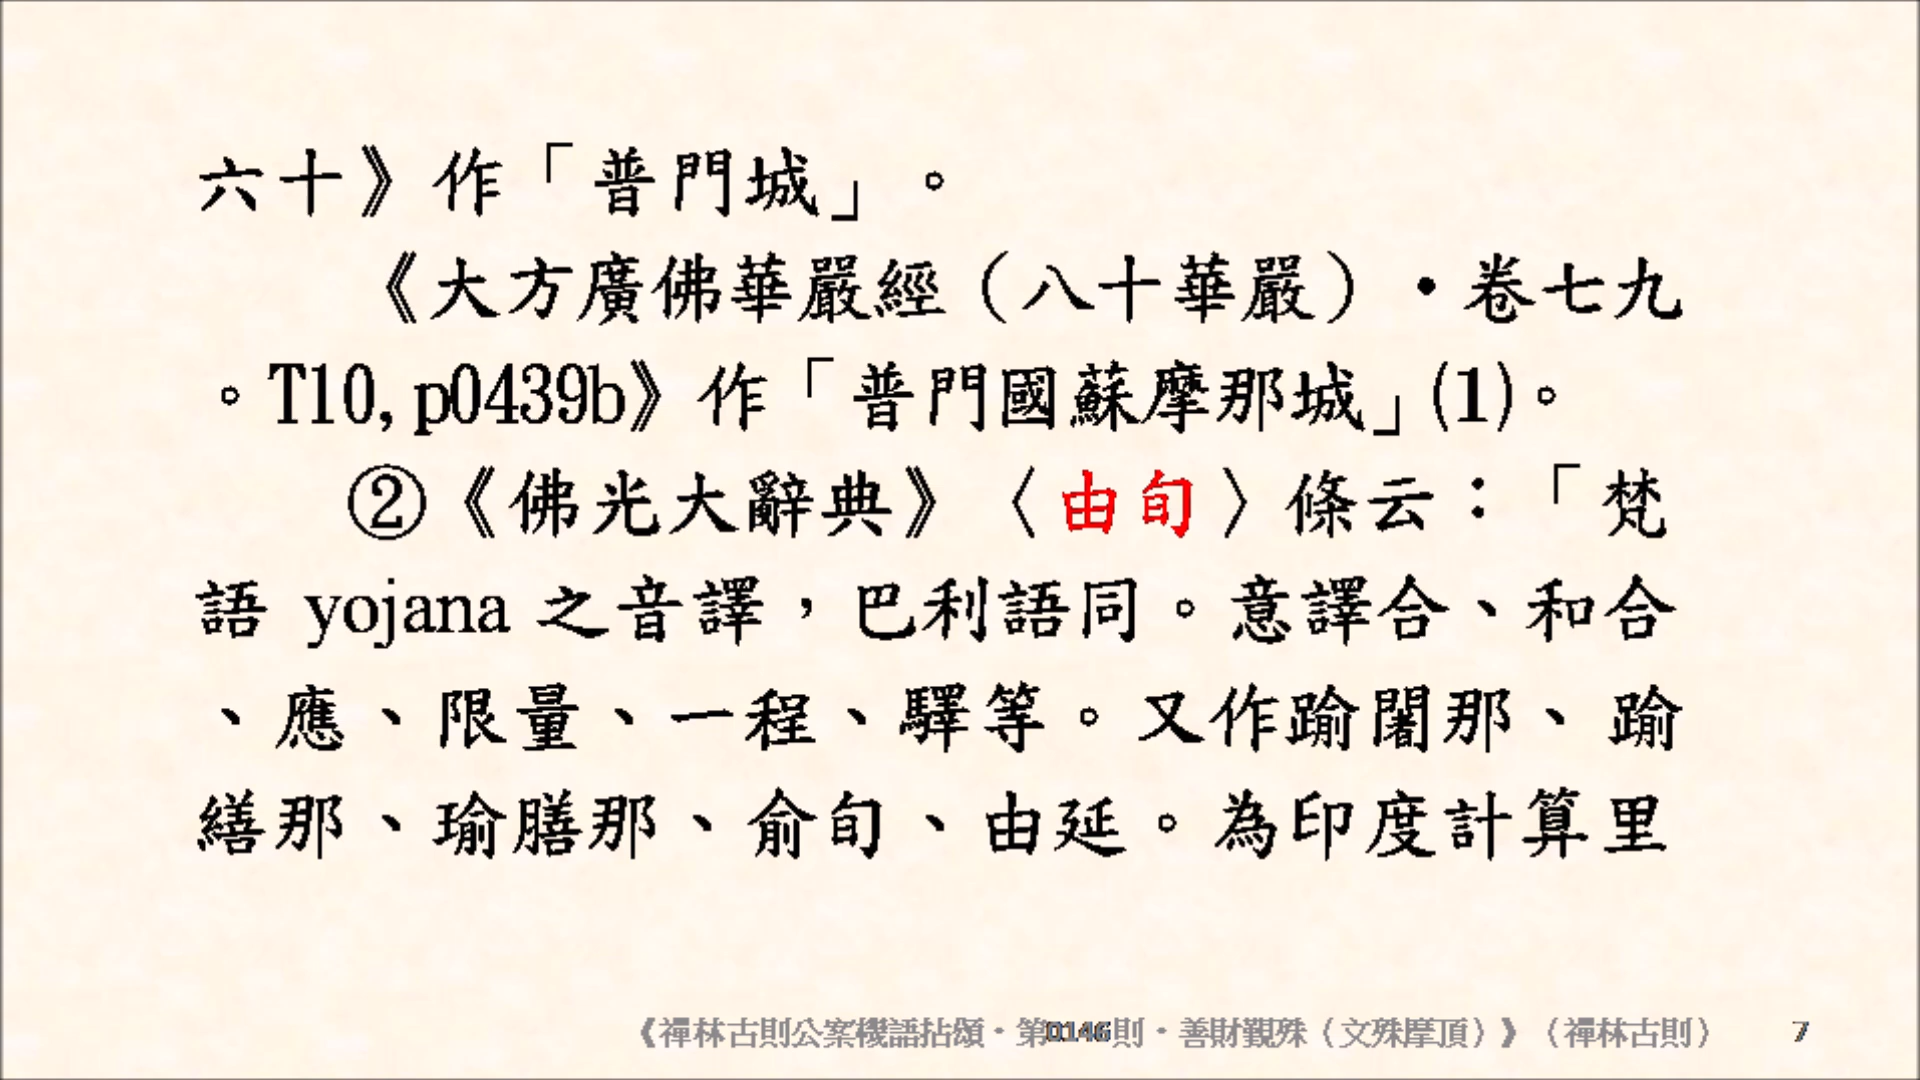 六十》作「普門城」。
《大方廣佛華嚴經（八十華嚴）・卷七九
。T10, p0439b》作「普門國蘇摩那城」(1)。
②《佛光大辭典》〈由旬〉條云：「梵
語 yojana 之音譯，巴利語同。意譯合、和合
、應、限量、一程、驛等。又作踰闍那、踰
繕那、瑜膳那、俞旬、由延。為印度計算里
《禪林古則公案機語拈頌・第0146則・善財覲殊（文殊摩頂）》（禪林古則） 7